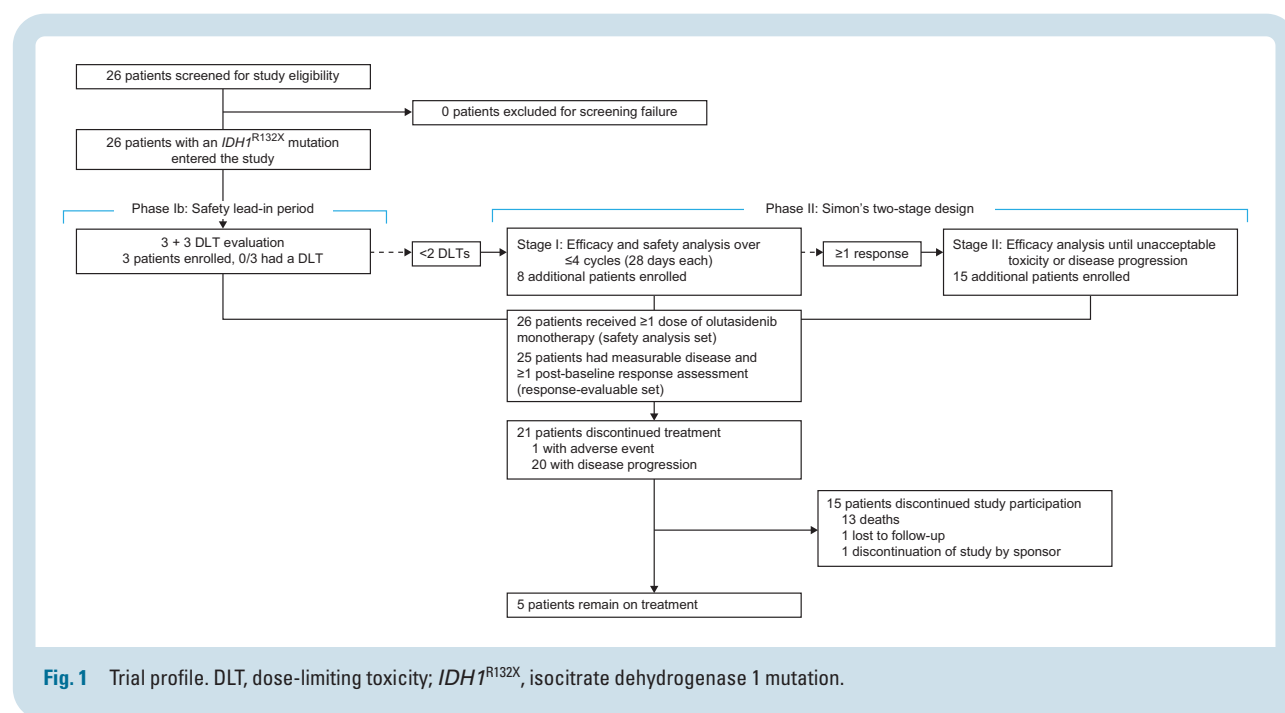 26 patients screened for study eligibility
0 patients excluded for screening failure
26 patients with an IDH1^R132X mutation
entered the study
Phase Ib: Safety lead-in period
Phase II: Simon's two-stage design
3 + 3 DLT evaluation
3 patients enrolled, 0/3 had a DLT
<2 DLTs
Stage I: Efficacy and safety analysis over
≤4 cycles (28 days each)
8 additional patients enrolled
≥1 response
Stage II: Efficacy analysis until unacceptable
toxicity or disease progression
15 additional patients enrolled
26 patients received ≥1 dose of olutasidenib
monotherapy (safety analysis set)
25 patients had measurable disease and
≥1 post-baseline response assessment
(response-evaluable set)
21 patients discontinued treatment
1 with adverse event
20 with disease progression
15 patients discontinued study participation
13 deaths
1 lost to follow-up
1 discontinuation of study by sponsor
5 patients remain on treatment
Fig. 1 Trial profile. DLT, dose-limiting toxicity; IDH1^R132X, isocitrate dehydrogenase 1 mutation.